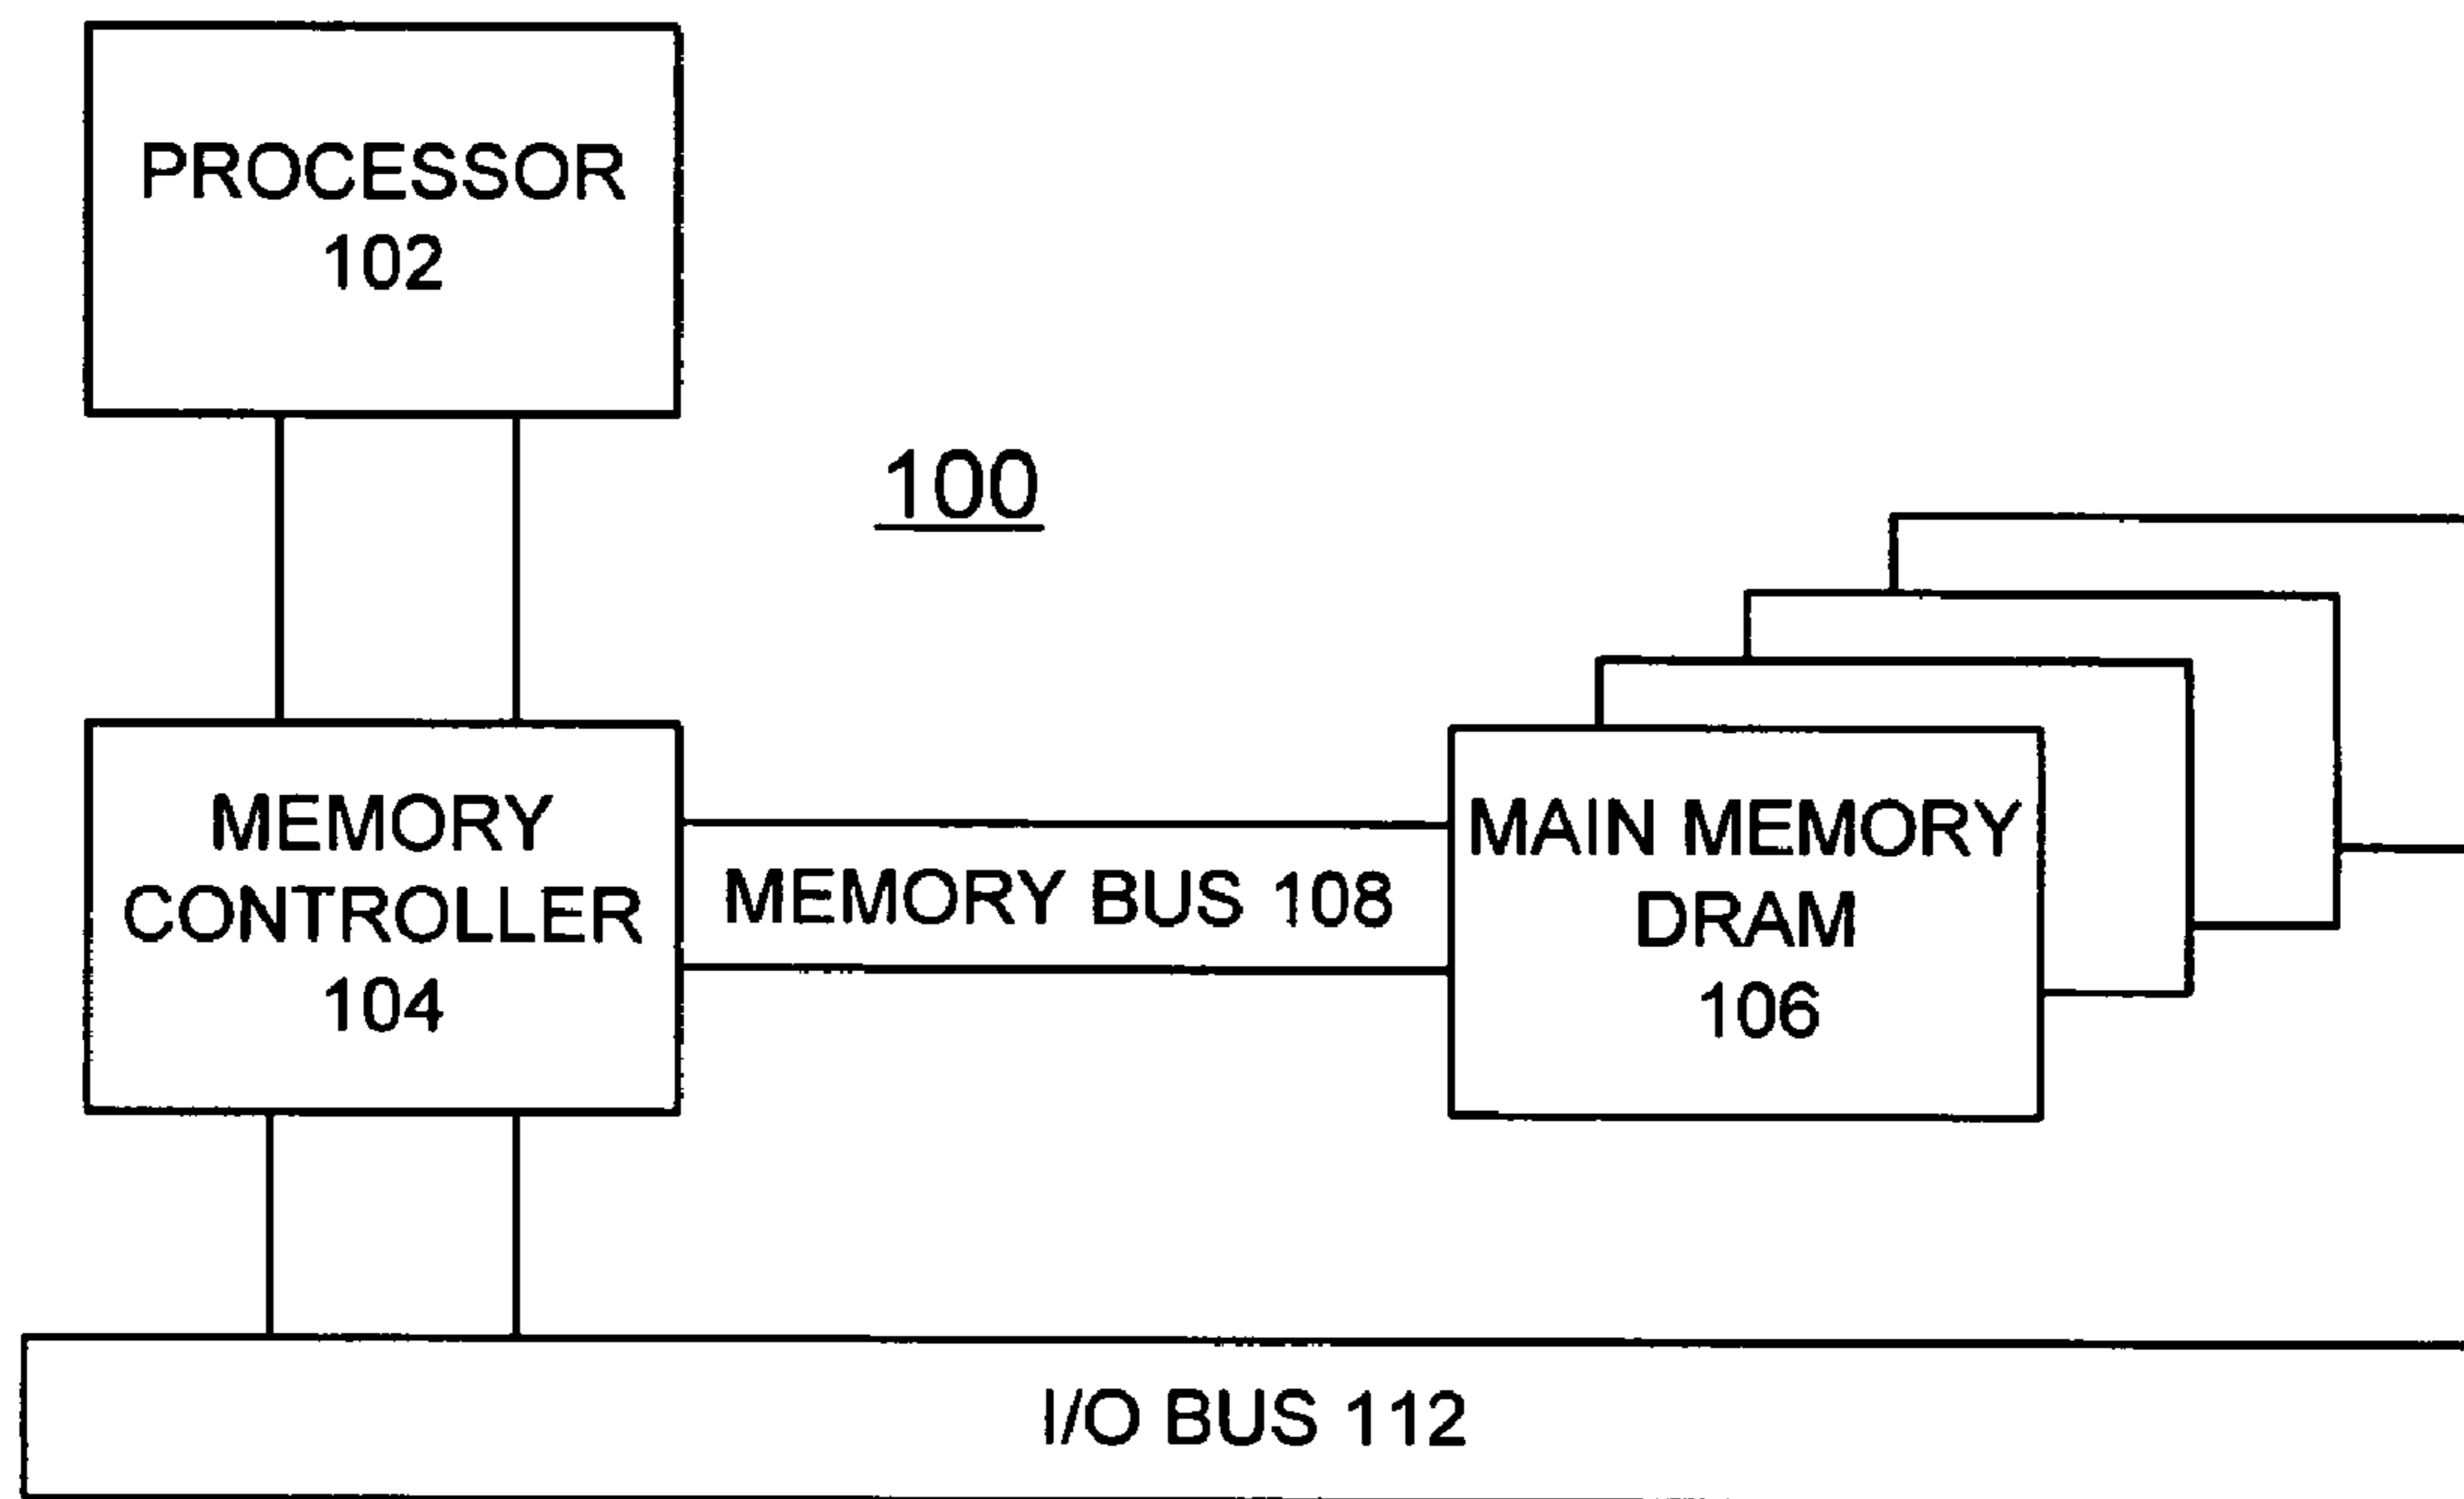 PROCESSOR
102
100
MEMORY
CONTROLLER
104
MEMORY BUS 108
MAIN MEMORY
DRAM
106
I/O BUS 112